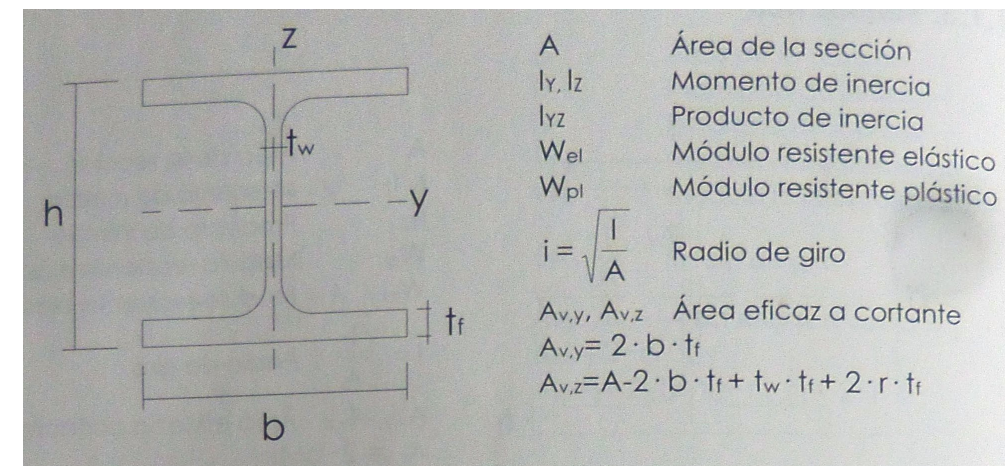 z
tw
h
y
tf
b
A Área de la sección
IY, IZ Momento de inercia
IYZ Producto de inercia
Wel Módulo resistente elástico
Wpl Módulo resistente plástico
i = √ I / A Radio de giro
Av,y, Av,z Área eficaz a cortante
Av,y= 2·b·tf
Av,z=A-2·b·tf+tw·tf+2·r·tf